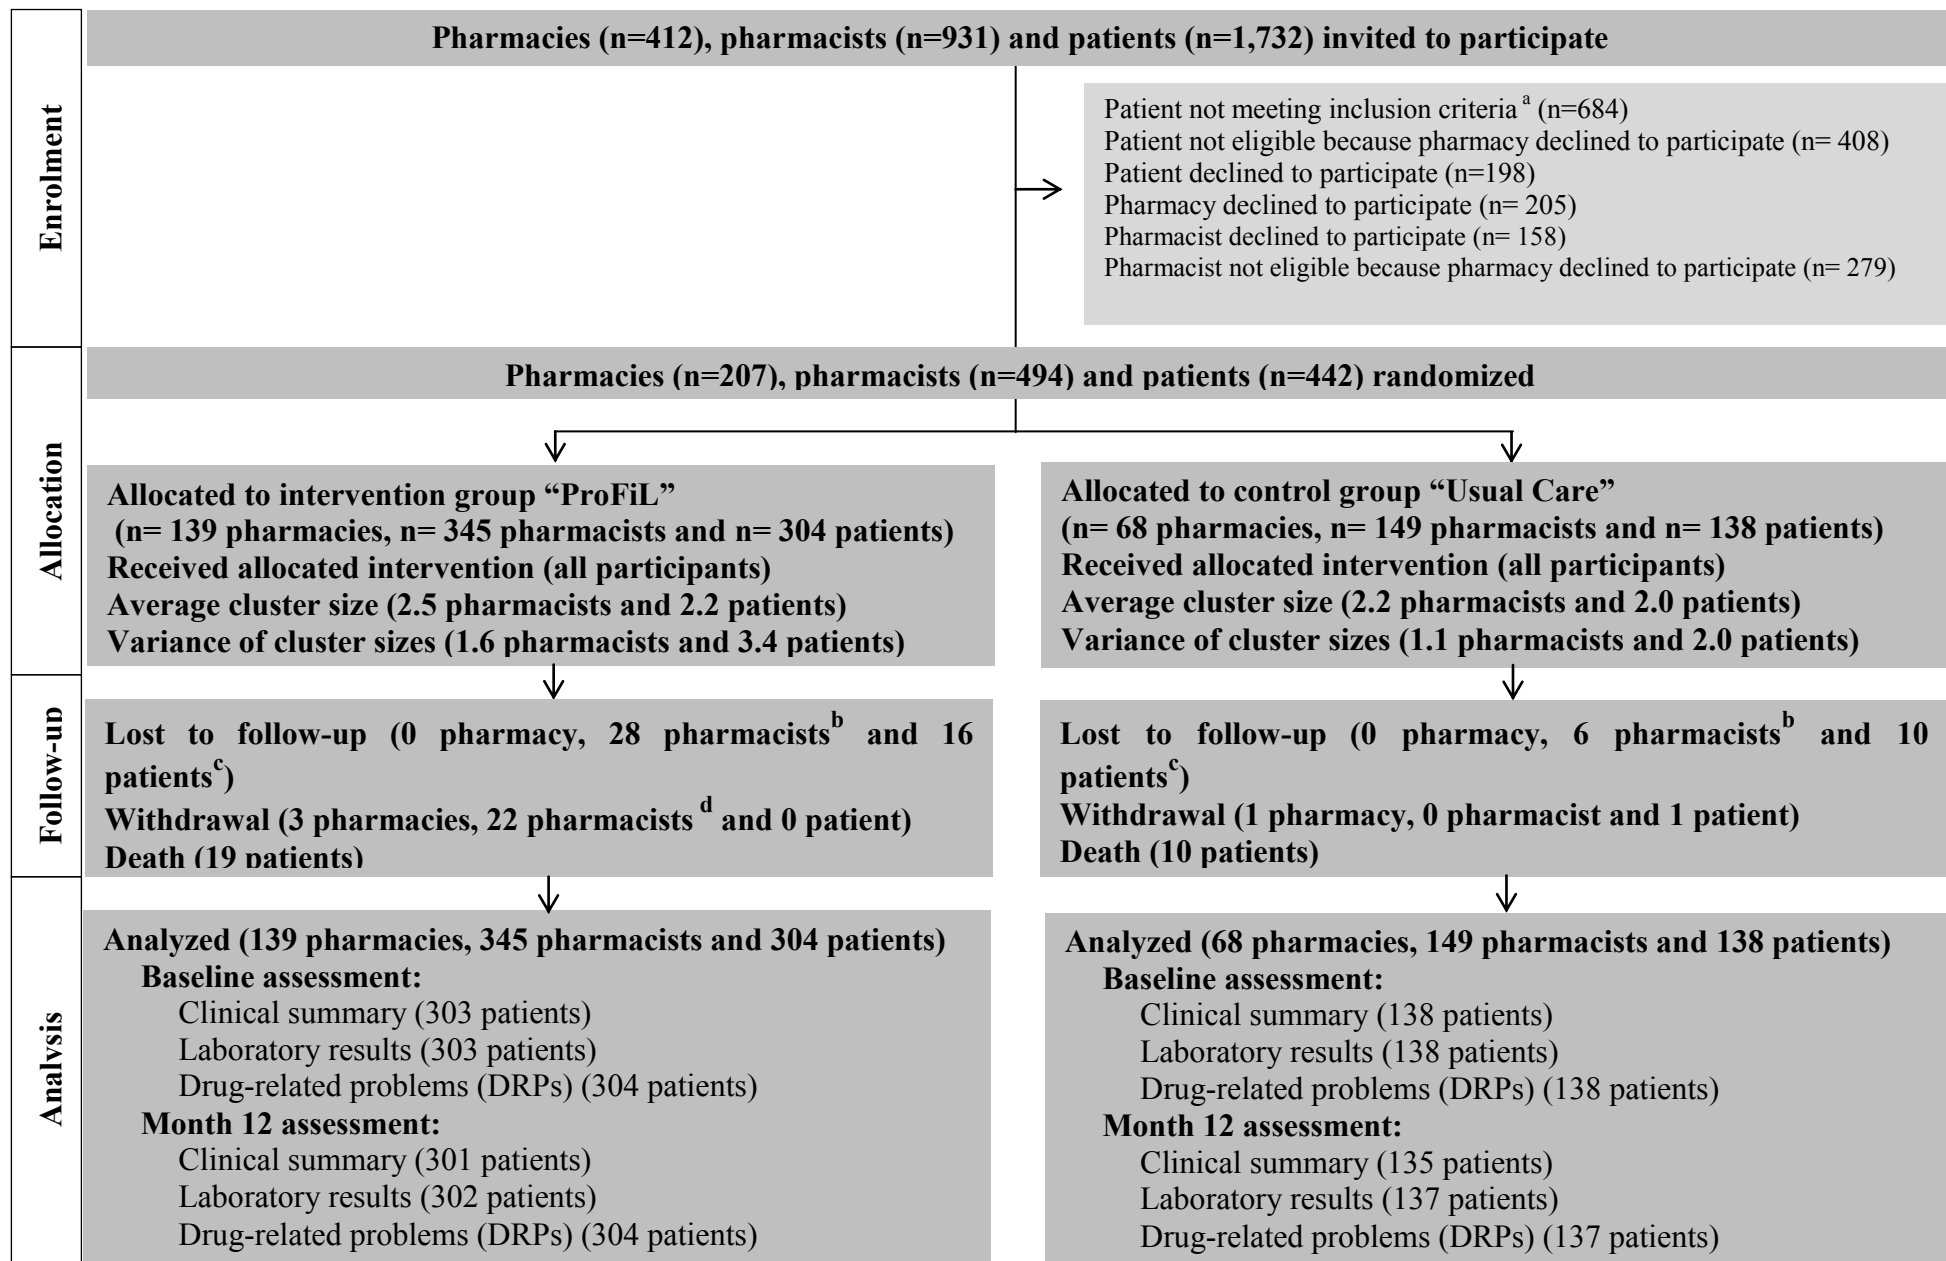 Pharmacies (n=412), pharmacists (n=931) and patients (n=1,732) invited to participate
Enrolment
Patient not meeting inclusion criteria a (n=684)
Patient not eligible because pharmacy declined to participate (n= 408)
Patient declined to participate (n=198)
Pharmacy declined to participate (n= 205)
Pharmacist declined to participate (n= 158)
Pharmacist not eligible because pharmacy declined to participate (n= 279)
Pharmacies (n=207), pharmacists (n=494) and patients (n=442) randomized
Allocation
Allocated to intervention group “ProFiL”
(n= 139 pharmacies, n= 345 pharmacists and n= 304 patients)
Received allocated intervention (all participants)
Average cluster size (2.5 pharmacists and 2.2 patients)
Variance of cluster sizes (1.6 pharmacists and 3.4 patients)
Allocated to control group “Usual Care”
(n= 68 pharmacies, n= 149 pharmacists and n= 138 patients)
Received allocated intervention (all participants)
Average cluster size (2.2 pharmacists and 2.0 patients)
Variance of cluster sizes (1.1 pharmacists and 2.0 patients)
Follow-up
Lost to follow-up (0 pharmacy, 28 pharmacists b and 16
patients c)
Withdrawal (3 pharmacies, 22 pharmacists d and 0 patient)
Death (19 patients)
Lost to follow-up (0 pharmacy, 6 pharmacists b and 10
patients c)
Withdrawal (1 pharmacy, 0 pharmacist and 1 patient)
Death (10 patients)
Analysis
Analyzed (139 pharmacies, 345 pharmacists and 304 patients)
Baseline assessment:
Clinical summary (303 patients)
Laboratory results (303 patients)
Drug-related problems (DRPs) (304 patients)
Month 12 assessment:
Clinical summary (301 patients)
Laboratory results (302 patients)
Drug-related problems (DRPs) (304 patients)
Analyzed (68 pharmacies, 149 pharmacists and 138 patients)
Baseline assessment:
Clinical summary (138 patients)
Laboratory results (138 patients)
Drug-related problems (DRPs) (138 patients)
Month 12 assessment:
Clinical summary (135 patients)
Laboratory results (137 patients)
Drug-related problems (DRPs) (137 patients)